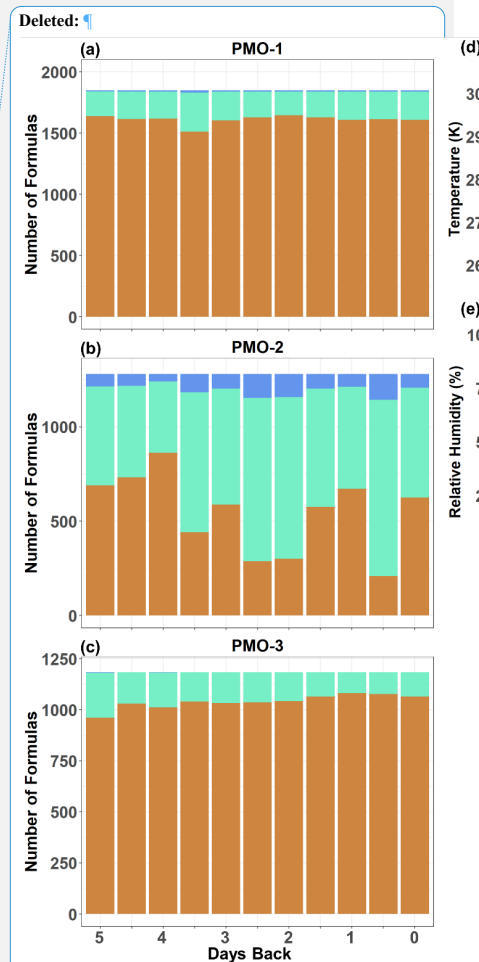 Deleted: ¶
(a) PMO-1
2000
1500
1000
500
0
Number of Formulas
(b) PMO-2
1000
500
0
Number of Formulas
(c) PMO-3
1250
1000
750
500
250
0
Number of Formulas
5 4 3 2 1 0
Days Back
(d)
Temperature (K)
(e)
Relative Humidity (%)